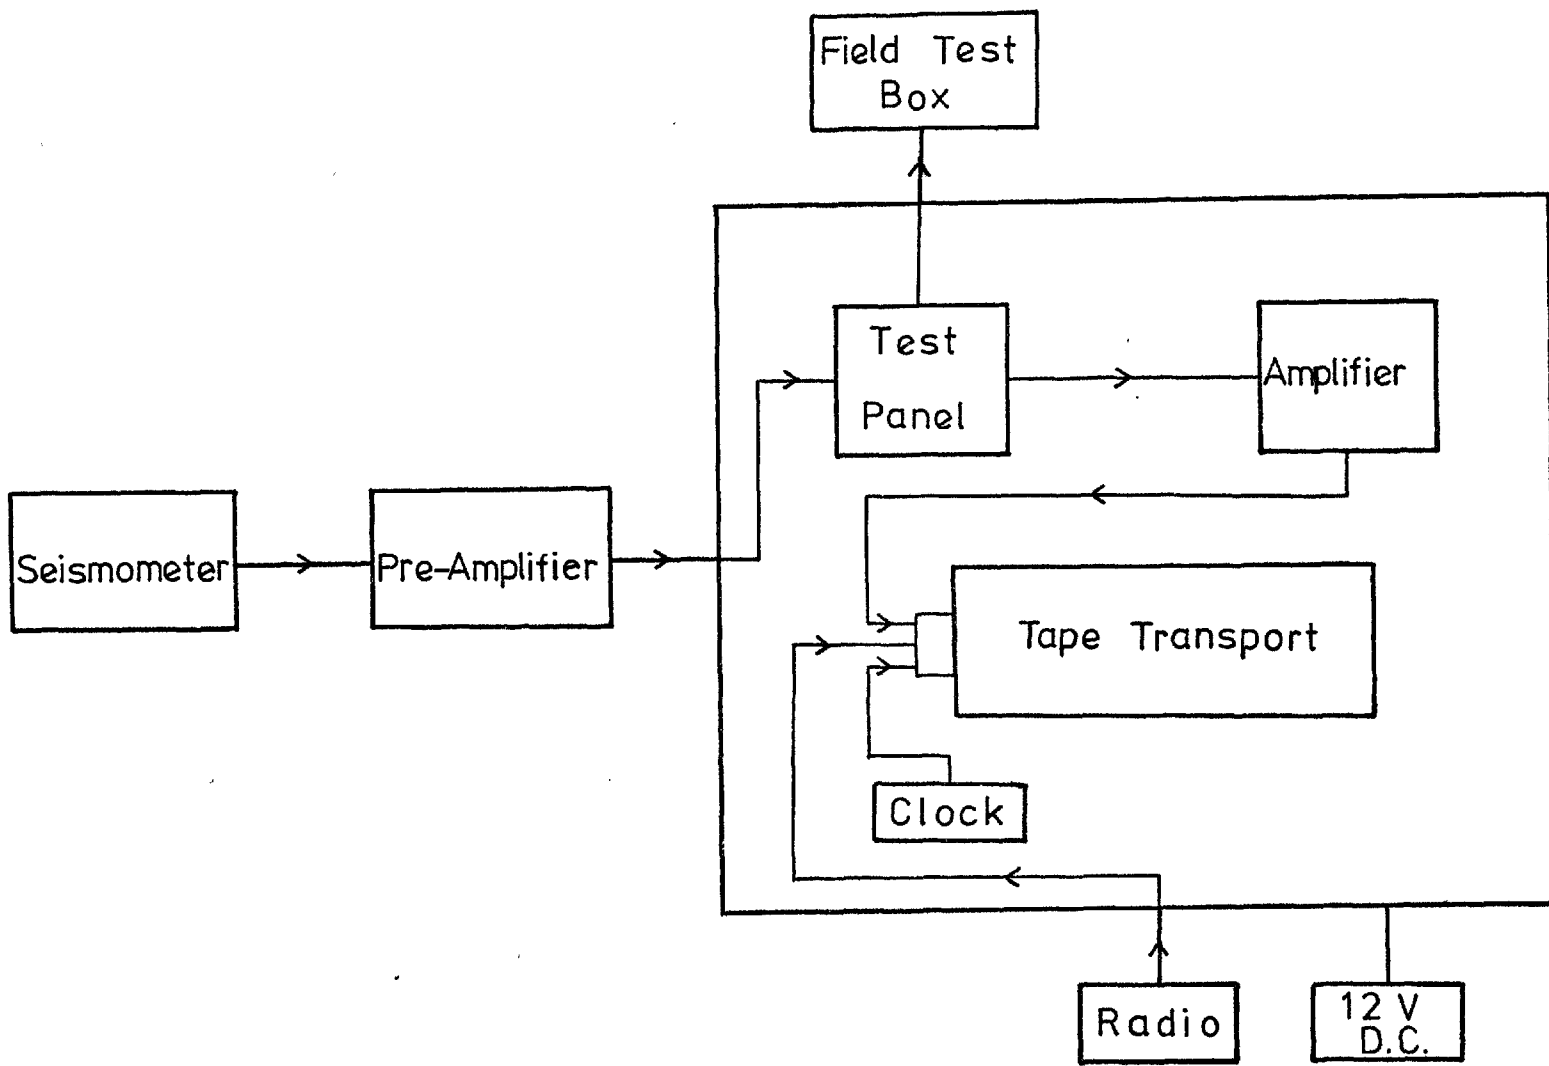 Field Test
Box
Test
Panel
Amplifier
Seismometer
Pre-Amplifier
Tape Transport
Clock
Radio
12 V
D.C.